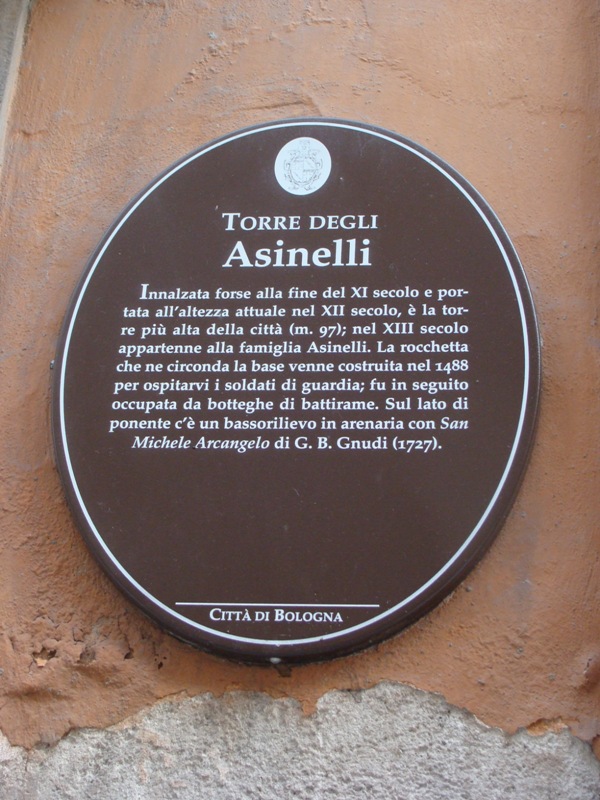 TORRE DEGLI
Asinelli
Innalzata forse alla fine del XI secolo e por-
tata all'altezza attuale nel XII secolo, è la tor-
re più alta della città (m. 97); nel XIII secolo
appartenne alla famiglia Asinelli. La rocchetta
che ne circonda la base venne costruita nel 1488
per ospitarvi i soldati di guardia; fu in seguito
occupata da botteghe di battirame. Sul lato di
ponente c'è un bassorilievo in arenaria con San
Michele Arcangelo di G. B. Gnudi (1727).
CITTÀ DI BOLOGNA